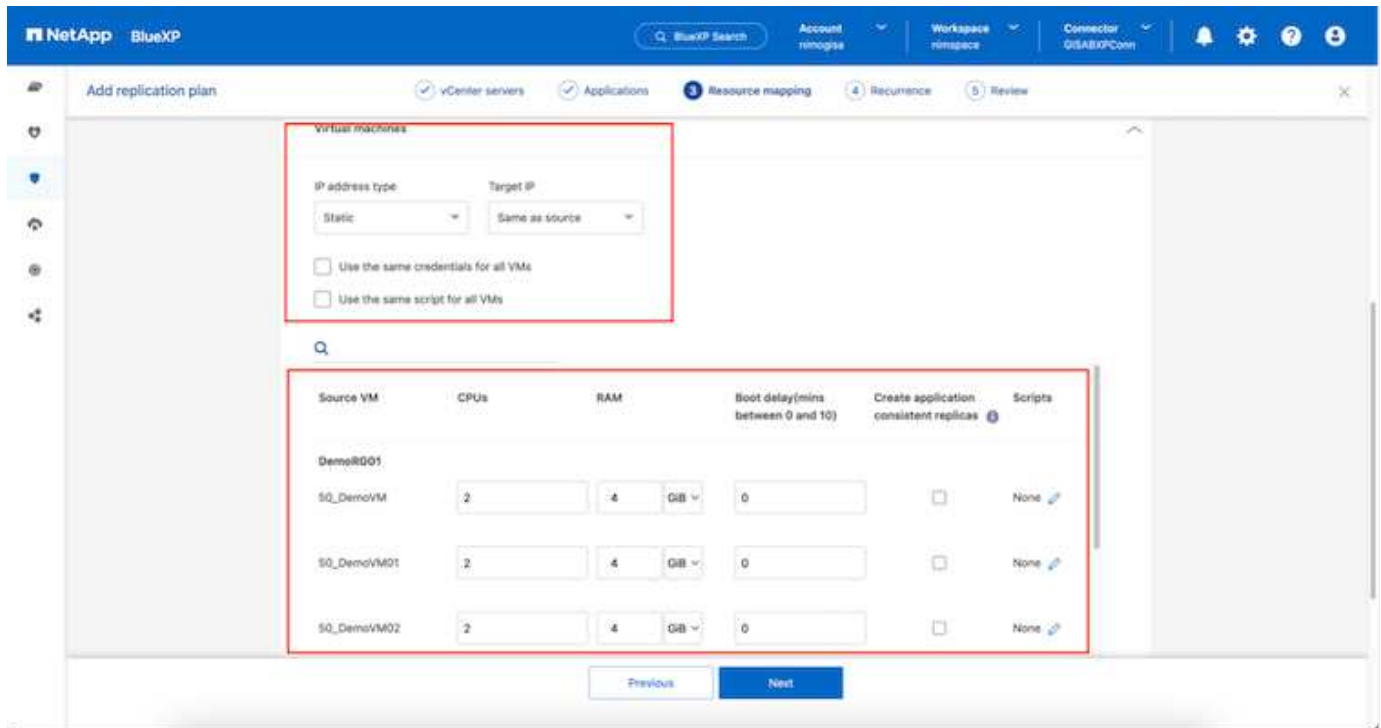 NetApp BlueXP BlueXP Search Account Workspace Connector
nimogisa nimspace GISABXPConn
Add replication plan vCenter servers Applications 3 Resource mapping 4 Recurrence 5 Review
Virtual machines
IP address type Target IP
Static Same as source
Use the same credentials for all VMs
Use the same script for all VMs
Source VM CPUs RAM Boot delay(mins Create application Scripts
between 0 and 10) consistent replicas
DemoRG01
SQ_DemoVM 2 4 GiB 0 None
SQ_DemoVM01 2 4 GiB 0 None
SQ_DemoVM02 2 4 GiB 0 None
Previous Next